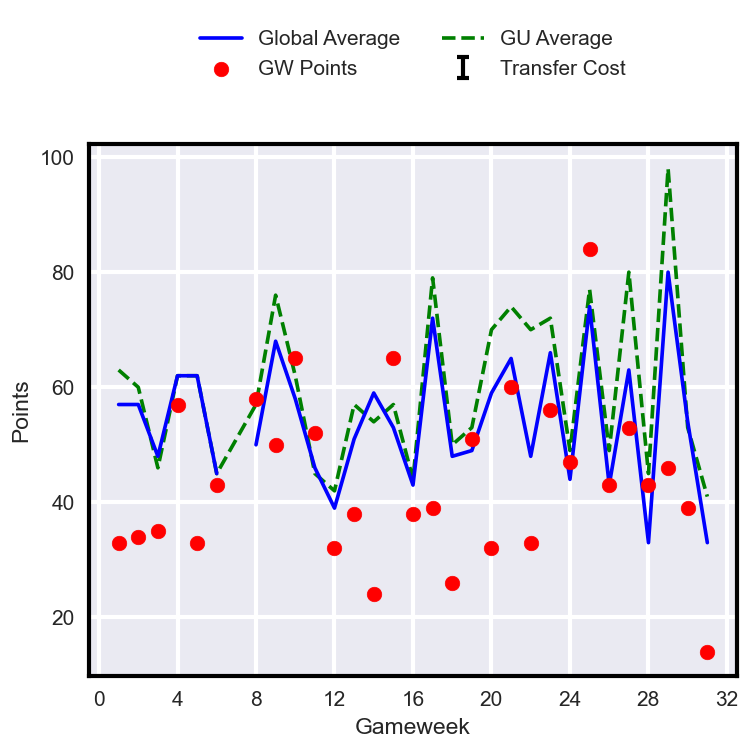 Global Average
GU Average
GW Points
Transfer Cost
100
80
60
40
20
Points
0 4 8 12 16 20 24 28 32
Gameweek